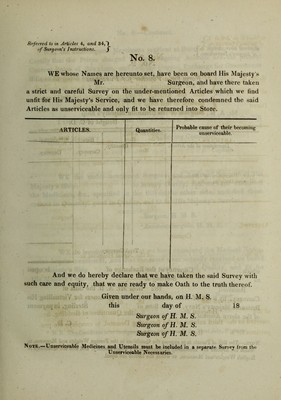 Referred to in Articles 4, and 24,
of Surgeon's Instructions.
No. 8.
WE whose Names are hereunto set, have been on board His Majesty's
Mr. Surgeon, and have there taken
a strict and careful Survey on the under-mentioned Articles which we find
unfit for His Majesty's Service, and we have therefore condemned the said
Articles as unserviceable and only fit to be returned into Store.
ARTICLES. Quantities. Probable cause of their becoming
unserviceable.
And we do hereby declare that we have taken the said Survey with
such care and equity, that we are ready to make Oath to the truth thereof.
Given under our hands, on H. M. S.
this day of 18
Surgeon of H. M. S.
Surgeon of H. M. S.
Surgeon of H. M. S.
NOTE.—Unserviceable Medicines and Utensils must be included in a separate Survey from the
Unserviceable Necessaries.